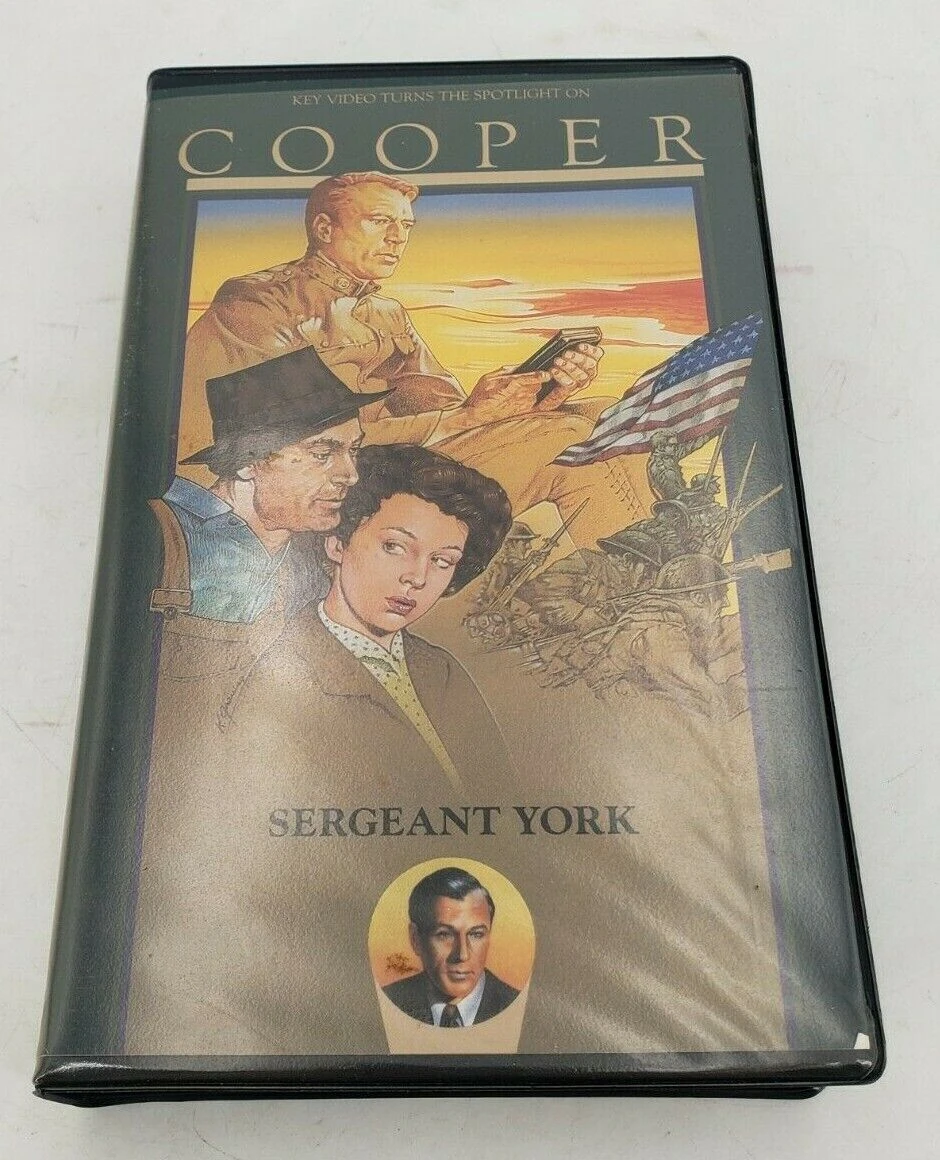 KEY VIDEO TURNS THE SPOTLIGHT ON
COOPER
SERGEANT YORK